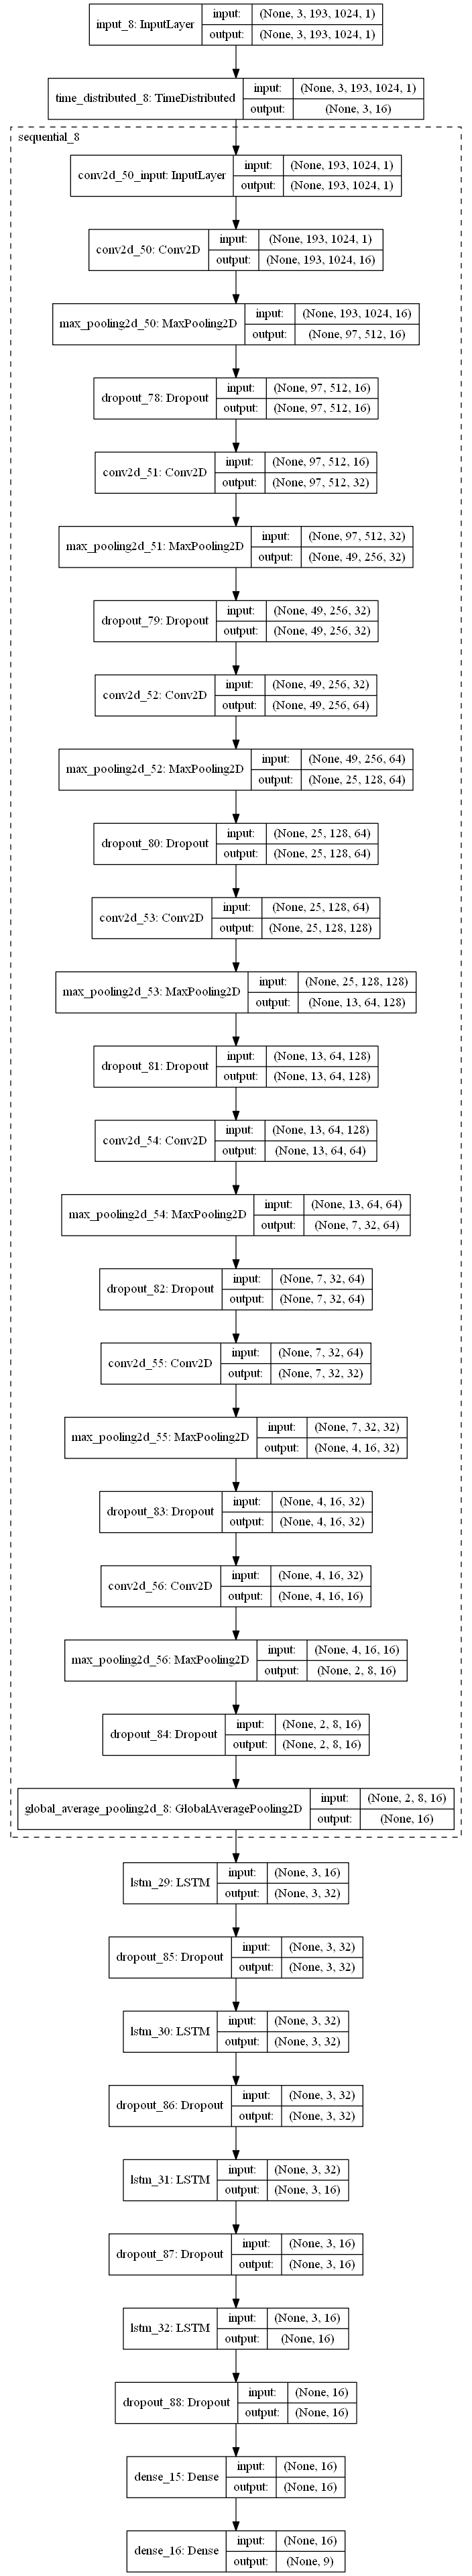 input_8: InputLayer input: (None, 3, 193, 1024, 1)
output: (None, 3, 193, 1024, 1)
time_distributed_8: TimeDistributed input: (None, 3, 193, 1024, 1)
output: (None, 3, 16)
sequential_8
conv2d_50_input: InputLayer input: (None, 193, 1024, 1)
output: (None, 193, 1024, 1)
conv2d_50: Conv2D input: (None, 193, 1024, 1)
output: (None, 193, 1024, 16)
max_pooling2d_50: MaxPooling2D input: (None, 193, 1024, 16)
output: (None, 97, 512, 16)
dropout_78: Dropout input: (None, 97, 512, 16)
output: (None, 97, 512, 16)
conv2d_51: Conv2D input: (None, 97, 512, 16)
output: (None, 97, 512, 32)
max_pooling2d_51: MaxPooling2D input: (None, 97, 512, 32)
output: (None, 49, 256, 32)
dropout_79: Dropout input: (None, 49, 256, 32)
output: (None, 49, 256, 32)
conv2d_52: Conv2D input: (None, 49, 256, 32)
output: (None, 49, 256, 64)
max_pooling2d_52: MaxPooling2D input: (None, 49, 256, 64)
output: (None, 25, 128, 64)
dropout_80: Dropout input: (None, 25, 128, 64)
output: (None, 25, 128, 64)
conv2d_53: Conv2D input: (None, 25, 128, 64)
output: (None, 25, 128, 128)
max_pooling2d_53: MaxPooling2D input: (None, 25, 128, 128)
output: (None, 13, 64, 128)
dropout_81: Dropout input: (None, 13, 64, 128)
output: (None, 13, 64, 128)
conv2d_54: Conv2D input: (None, 13, 64, 128)
output: (None, 13, 64, 64)
max_pooling2d_54: MaxPooling2D input: (None, 13, 64, 64)
output: (None, 7, 32, 64)
dropout_82: Dropout input: (None, 7, 32, 64)
output: (None, 7, 32, 64)
conv2d_55: Conv2D input: (None, 7, 32, 64)
output: (None, 7, 32, 32)
max_pooling2d_55: MaxPooling2D input: (None, 7, 32, 32)
output: (None, 4, 16, 32)
dropout_83: Dropout input: (None, 4, 16, 32)
output: (None, 4, 16, 32)
conv2d_56: Conv2D input: (None, 4, 16, 32)
output: (None, 4, 16, 16)
max_pooling2d_56: MaxPooling2D input: (None, 4, 16, 16)
output: (None, 2, 8, 16)
dropout_84: Dropout input: (None, 2, 8, 16)
output: (None, 2, 8, 16)
global_average_pooling2d_8: GlobalAveragePooling2D input: (None, 2, 8, 16)
output: (None, 16)
lstm_29: LSTM input: (None, 3, 16)
output: (None, 3, 32)
dropout_85: Dropout input: (None, 3, 32)
output: (None, 3, 32)
lstm_30: LSTM input: (None, 3, 32)
output: (None, 3, 32)
dropout_86: Dropout input: (None, 3, 32)
output: (None, 3, 32)
lstm_31: LSTM input: (None, 3, 32)
output: (None, 3, 16)
dropout_87: Dropout input: (None, 3, 16)
output: (None, 3, 16)
lstm_32: LSTM input: (None, 3, 16)
output: (None, 16)
dropout_88: Dropout input: (None, 16)
output: (None, 16)
dense_15: Dense input: (None, 16)
output: (None, 16)
dense_16: Dense input: (None, 16)
output: (None, 9)